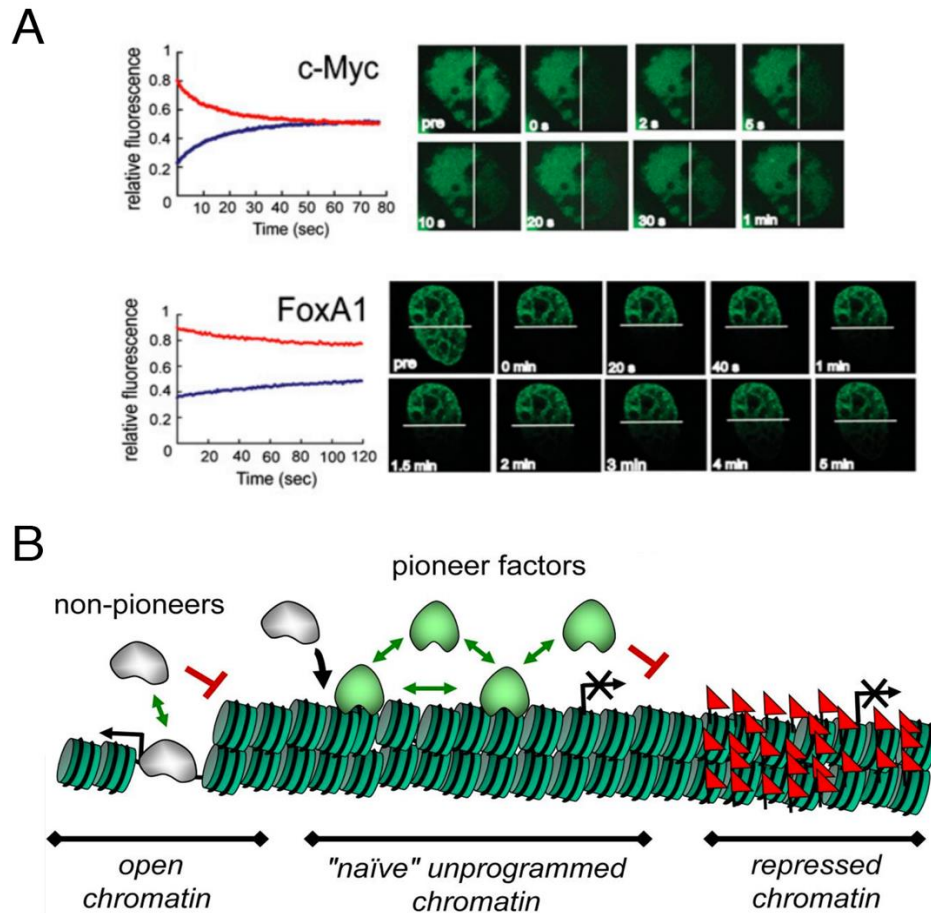 A
c-Myc
relative fluorescence
1
0.8
0.6
0.4
0.2
0
10 20 30 40 50 60 70 80
Time (sec)
pre
0 s
2 s
5 s
10 s
20 s
30 s
1 min
FoxA1
relative fluorescence
1
0.8
0.6
0.4
0.2
0
20 40 60 80 100 120
Time (sec)
pre
0 min
20 s
40 s
1 min
1.5 min
2 min
3 min
4 min
5 min
B
pioneer factors
non-pioneers
open
chromatin
"naïve" unprogrammed
chromatin
repressed
chromatin